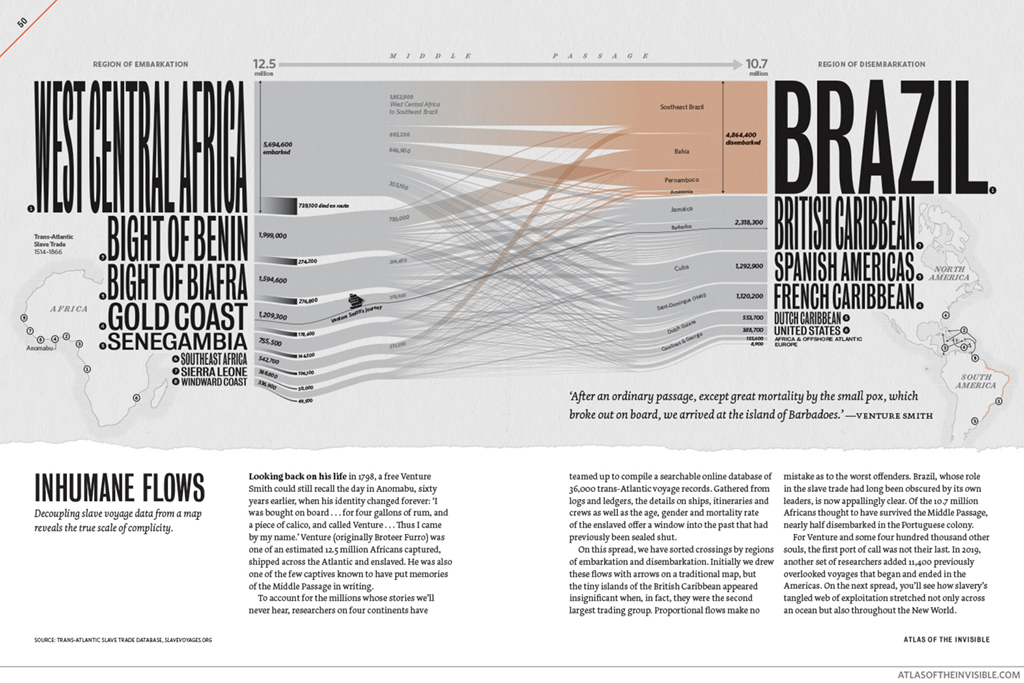 50
REGION OF EMBARKATION
12.5
million
MIDDLE PASSAGE
10.7
million
REGION OF DISEMBARKATION
WEST CENTRAL AFRICA
BIGHT OF BENIN
BIGHT OF BIAFRA
GOLD COAST
SENEGAMBIA
SOUTHEAST AFRICA
SIERRA LEONE
WINDWARD COAST
Trans-Atlantic
Slave Trade
1514–1866
AFRICA
Anomabu
5,694,600
embarked
739,100 died en route
1,999,000
274,200
1,594,600
276,800
1,209,300
178,400
755,500
542,700
1,852,900
West Central Africa
to Southeast Brazil
Venture Smith's journey
Southeast Brazil
Bahia
Pernambuco
Amazonia
Jamaica
Barbados
Cuba
Saint-Domingue (Haiti)
Dutch Guiana
Carolinas & Georgia
4,864,400
disembarked
2,318,300
1,292,900
1,120,200
553,700
388,700
BRAZIL
BRITISH CARIBBEAN
SPANISH AMERICAS
FRENCH CARIBBEAN
DUTCH CARIBBEAN
UNITED STATES
AFRICA & OFFSHORE ATLANTIC
EUROPE
NORTH
AMERICA
SOUTH
AMERICA
'After an ordinary passage, except great mortality by the small pox, which
broke out on board, we arrived at the island of Barbadoes.' —VENTURE SMITH
INHUMANE FLOWS
Decoupling slave voyage data from a map
reveals the true scale of complicity.
Looking back on his life in 1798, a free Venture
Smith could still recall the day in Anomabu, sixty
years earlier, when his identity changed forever: 'I
was bought on board . . . for four gallons of rum, and
a piece of calico, and called Venture . . . Thus I came
by my name.' Venture (originally Broteer Furro) was
one of an estimated 12.5 million Africans captured,
shipped across the Atlantic and enslaved. He was also
one of the few captives known to have put memories
of the Middle Passage in writing.
To account for the millions whose stories we'll
never hear, researchers on four continents have
teamed up to compile a searchable online database of
36,000 trans-Atlantic voyage records. Gathered from
logs and ledgers, the details on ships, itineraries and
crews as well as the age, gender and mortality rate
of the enslaved offer a window into the past that had
previously been sealed shut.
On this spread, we have sorted crossings by regions
of embarkation and disembarkation. Initially we drew
these flows with arrows on a traditional map, but
the tiny islands of the British Caribbean appeared
insignificant when, in fact, they were the second
largest trading group. Proportional flows make no
mistake as to the worst offenders. Brazil, whose role
in the slave trade had long been obscured by its own
leaders, is now appallingly clear. Of the 10.7 million
Africans thought to have survived the Middle Passage,
nearly half disembarked in the Portuguese colony.
For Venture and some four hundred thousand other
souls, the first port of call was not their last. In 2019,
another set of researchers added 11,400 previously
overlooked voyages that began and ended in the
Americas. On the next spread, you'll see how slavery's
tangled web of exploitation stretched not only across
an ocean but also throughout the New World.
SOURCE: TRANS-ATLANTIC SLAVE TRADE DATABASE, SLAVEVOYAGES.ORG
ATLAS OF THE INVISIBLE
ATLASOFTHEINVISIBLE.COM